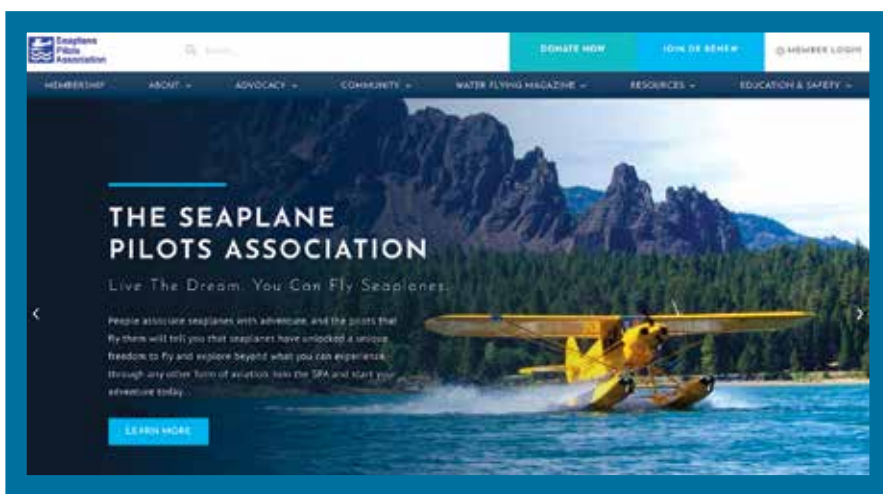 Seaplane
Pilots
Association
Search...
DONATE NOW
JOIN OR RENEW
MEMBER LOGIN
MEMBERSHIP
ABOUT
ADVOCACY
COMMUNITY
WATER FLYING MAGAZINE
RESOURCES
EDUCATION & SAFETY
THE SEAPLANE
PILOTS ASSOCIATION
Live The Dream. You Can Fly Seaplanes.
People associate seaplanes with adventure, and the pilots that
fly them will tell you that seaplanes have unlocked a unique
freedom to fly and explore beyond what you can experience
through any other form of aviation. Join the SPA and start your
adventure today.
LEARN MORE